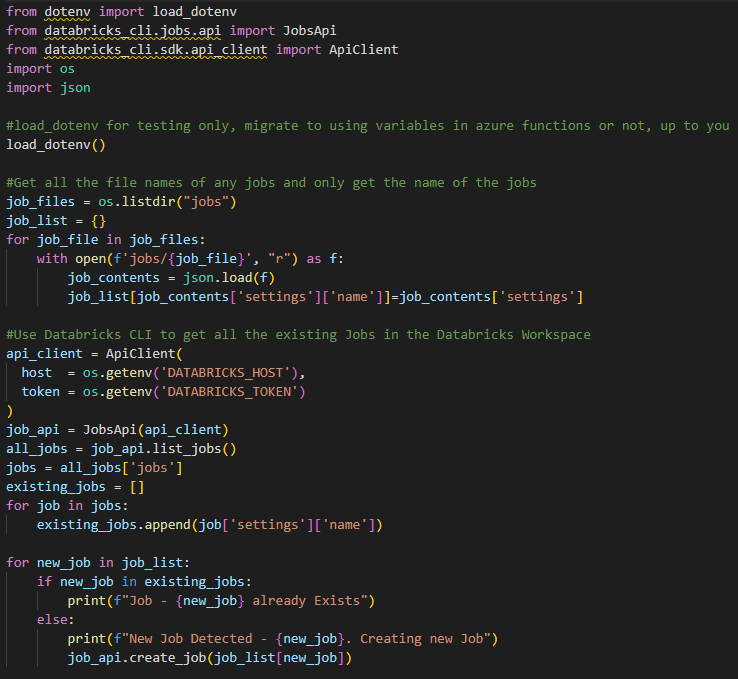 from dotenv import load_dotenv
from databricks_cli.jobs.api import JobsApi
from databricks_cli.sdk.api_client import ApiClient
import os
import json

#load_dotenv for testing only, migrate to using variables in azure functions or not, up to you
load_dotenv()

#Get all the file names of any jobs and only get the name of the jobs
job_files = os.listdir("jobs")
job_list = {}
for job_file in job_files:
    with open(f'jobs/{job_file}', "r") as f:
        job_contents = json.load(f)
        job_list[job_contents['settings']['name']]=job_contents['settings']

#Use Databricks CLI to get all the existing Jobs in the Databricks Workspace
api_client = ApiClient(
  host  = os.getenv('DATABRICKS_HOST'),
  token = os.getenv('DATABRICKS_TOKEN')
)
job_api = JobsApi(api_client)
all_jobs = job_api.list_jobs()
jobs = all_jobs['jobs']
existing_jobs = []
for job in jobs:
    existing_jobs.append(job['settings']['name'])

for new_job in job_list:
    if new_job in existing_jobs:
        print(f"Job - {new_job} already Exists")
    else:
        print(f"New Job Detected - {new_job}. Creating new Job")
        job_api.create_job(job_list[new_job])